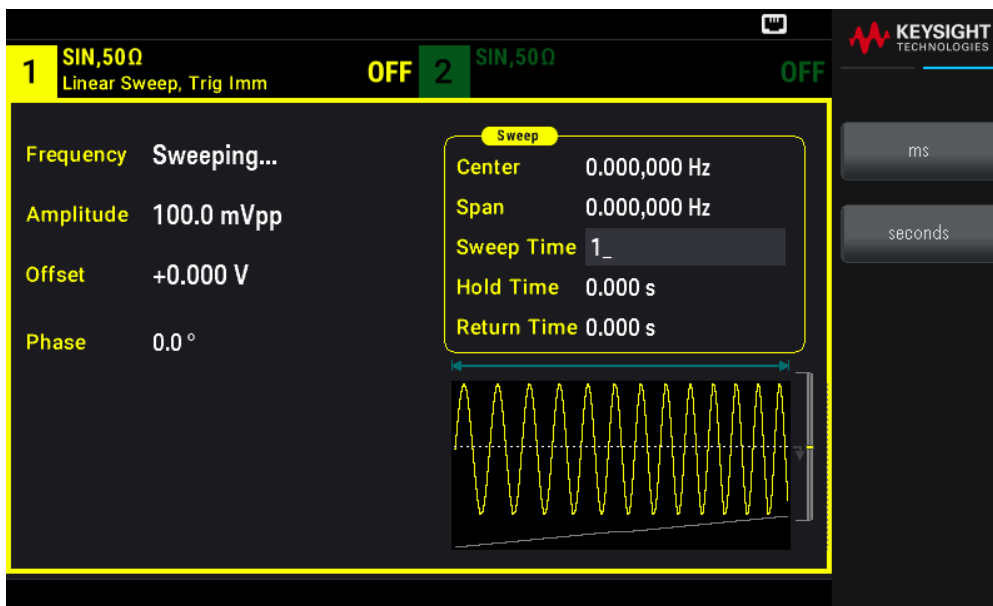 KEYSIGHT
TECHNOLOGIES
1 SIN,50Ω OFF
Linear Sweep, Trig Imm
2 SIN,50Ω OFF
Frequency Sweeping...
Amplitude 100.0 mVpp
Offset +0.000 V
Phase 0.0 °
Sweep
Center 0.000,000 Hz
Span 0.000,000 Hz
Sweep Time 1_
Hold Time 0.000 s
Return Time 0.000 s
ms
seconds